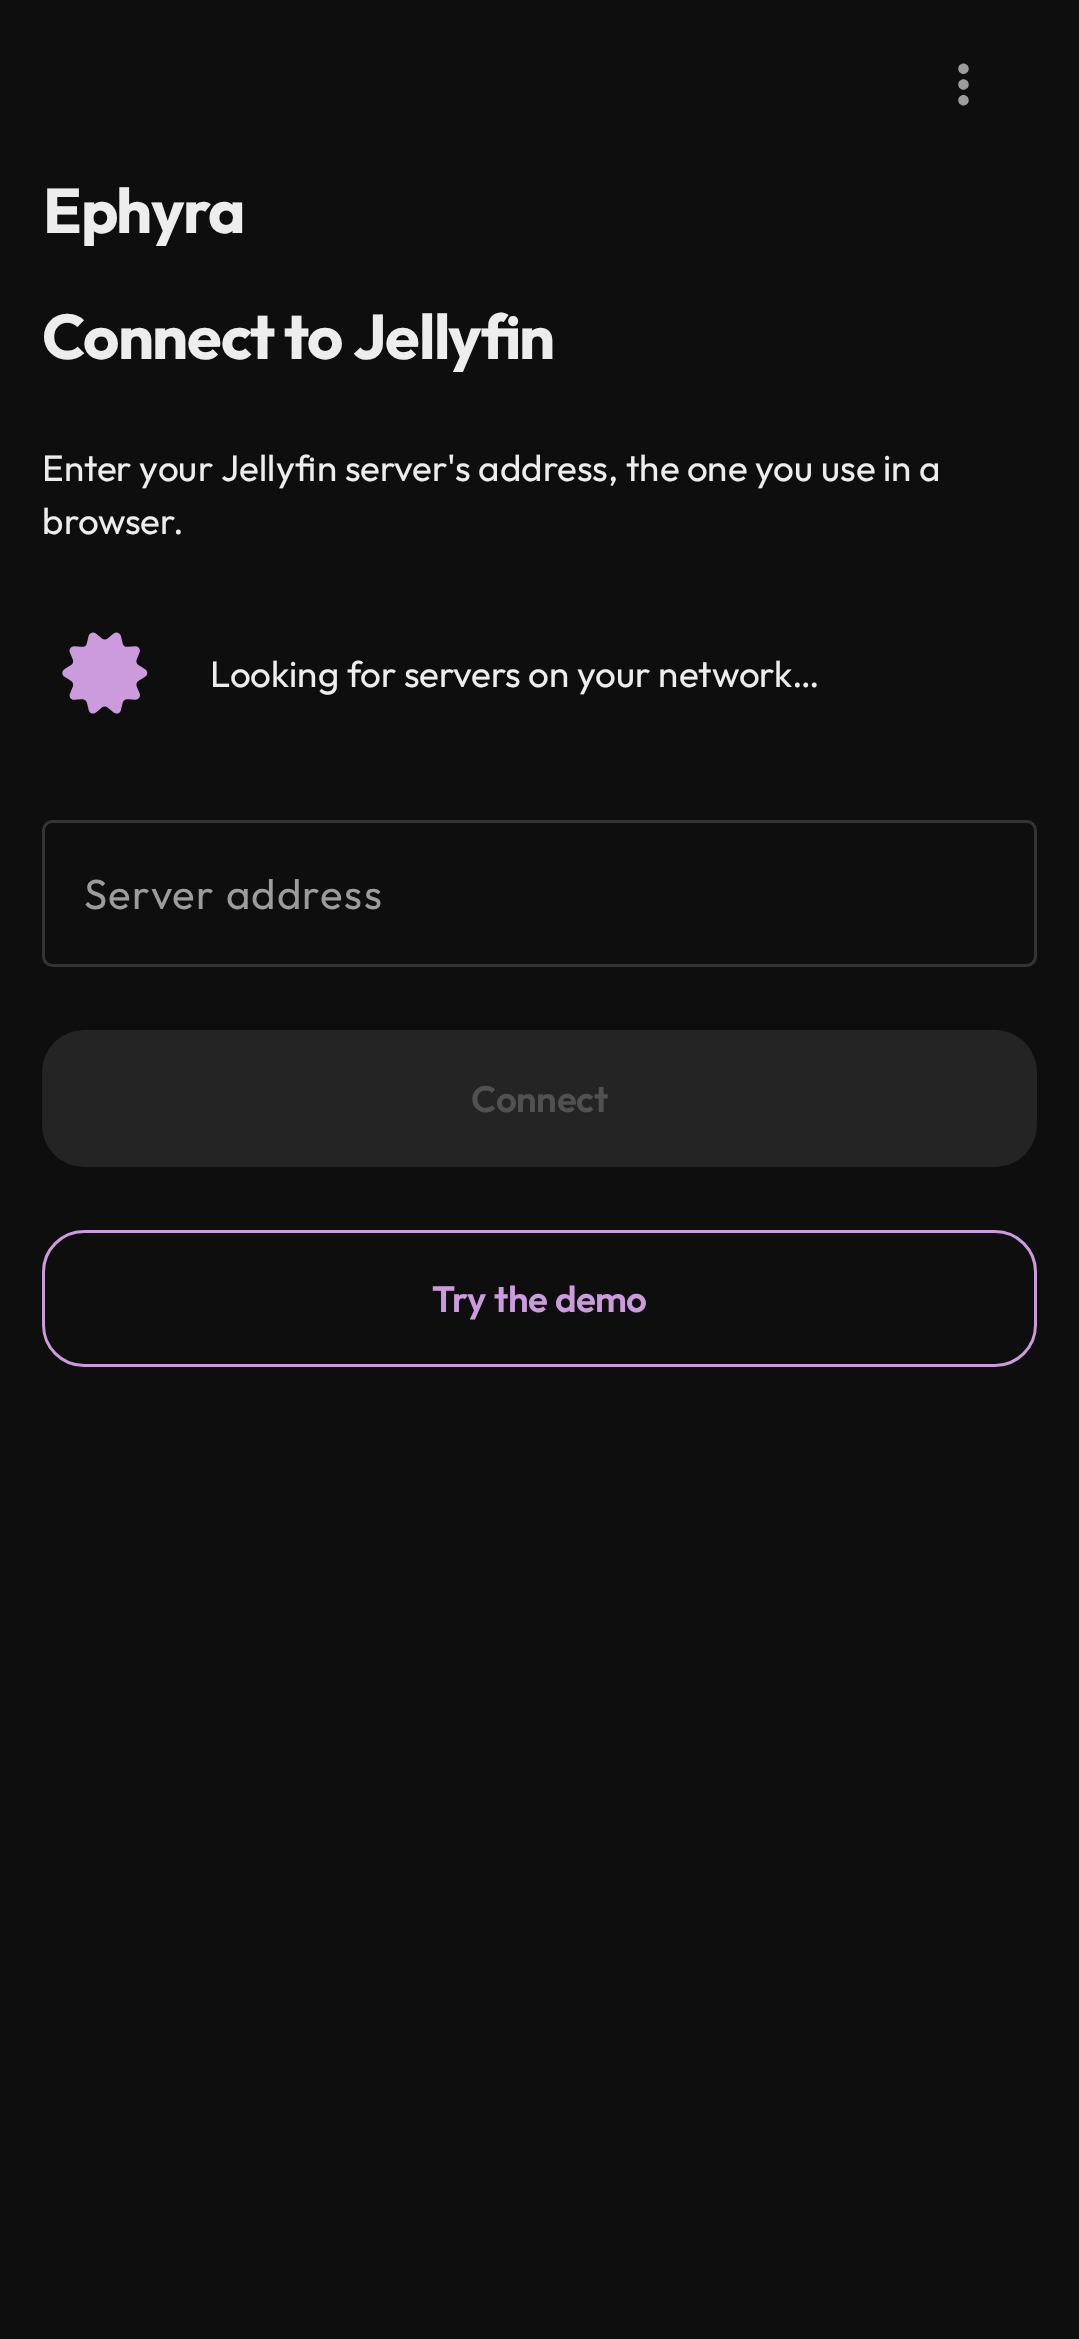 Ephyra
Connect to Jellyfin
Enter your Jellyfin server's address, the one you use in a
browser.
Looking for servers on your network…
Server address
Connect
Try the demo